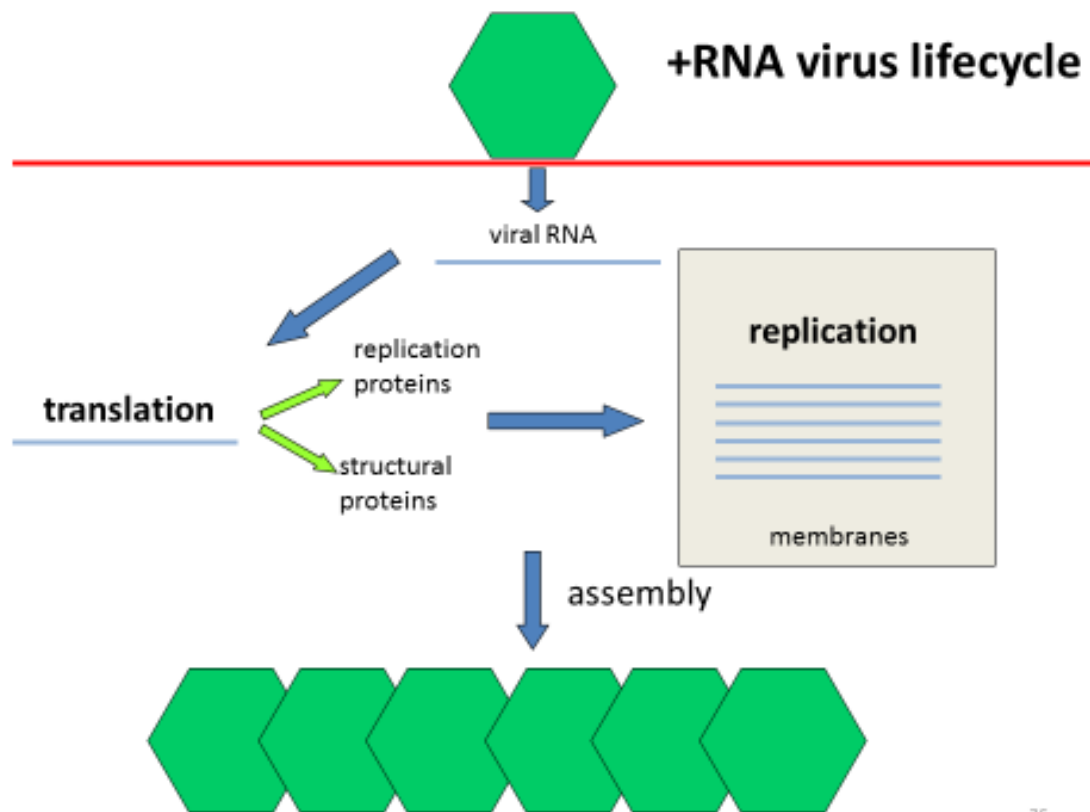 +RNA virus lifecycle
viral RNA
replication
proteins
translation
structural
proteins
replication
membranes
assembly